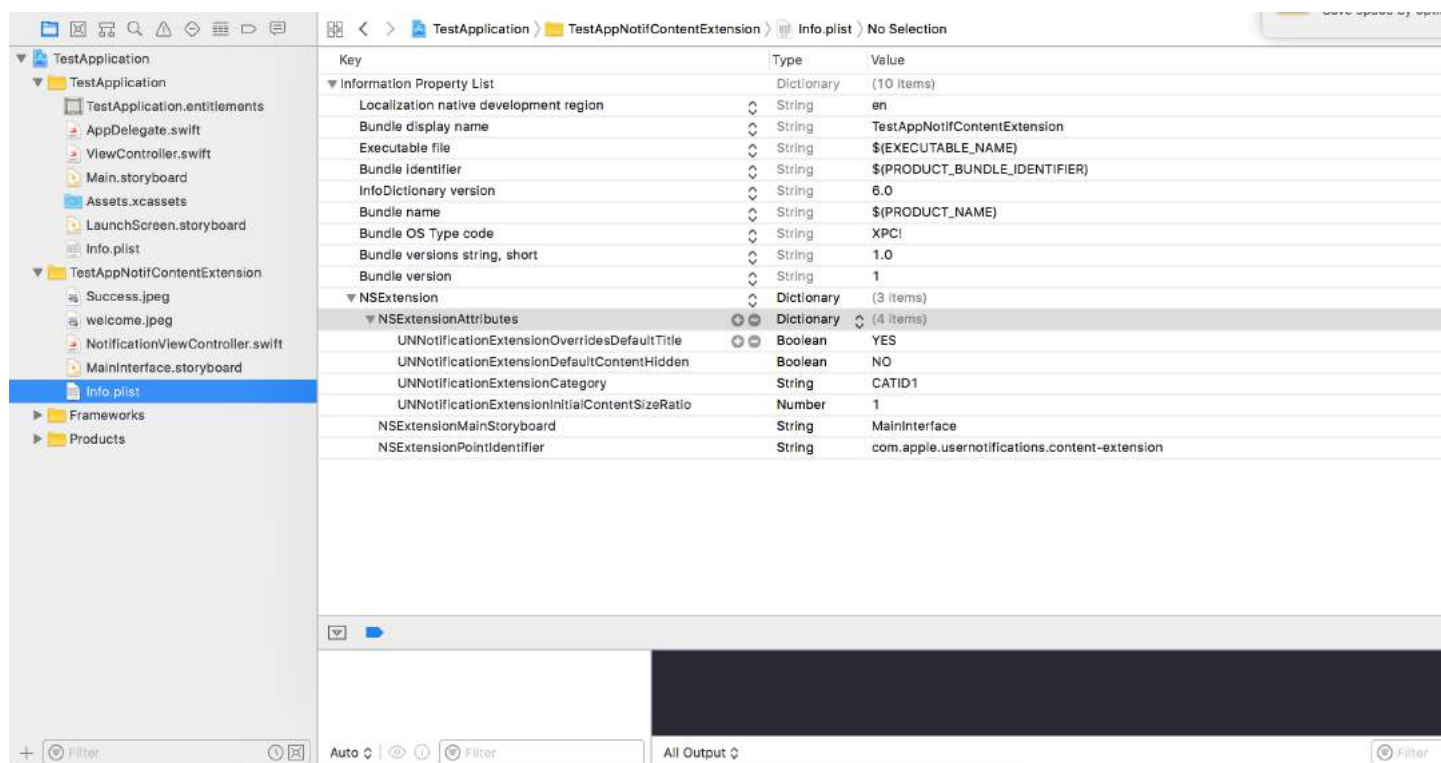 TestApplication TestAppNotifContentExtension Info.plist No Selection
TestApplication
TestApplication
TestApplication.entitlements
AppDelegate.swift
ViewController.swift
Main.storyboard
Assets.xcassets
LaunchScreen.storyboard
Info.plist
TestAppNotifContentExtension
Success.jpeg
welcome.jpeg
NotificationViewController.swift
MainInterface.storyboard
Info.plist
Frameworks
Products
Key Type Value
Information Property List Dictionary (10 items)
Localization native development region String en
Bundle display name String TestAppNotifContentExtension
Executable file String $(EXECUTABLE_NAME)
Bundle identifier String $(PRODUCT_BUNDLE_IDENTIFIER)
InfoDictionary version String 6.0
Bundle name String $(PRODUCT_NAME)
Bundle OS Type code String XPC!
Bundle versions string, short String 1.0
Bundle version String 1
NSExtension Dictionary (3 items)
NSExtensionAttributes Dictionary (4 items)
UNNotificationExtensionOverridesDefaultTitle Boolean YES
UNNotificationExtensionDefaultContentHidden Boolean NO
UNNotificationExtensionCategory String CATID1
UNNotificationExtensionInitialContentSizeRatio Number 1
NSExtensionMainStoryboard String MainInterface
NSExtensionPointIdentifier String com.apple.usernotifications.content-extension
Filter Auto Filter All Output Filter